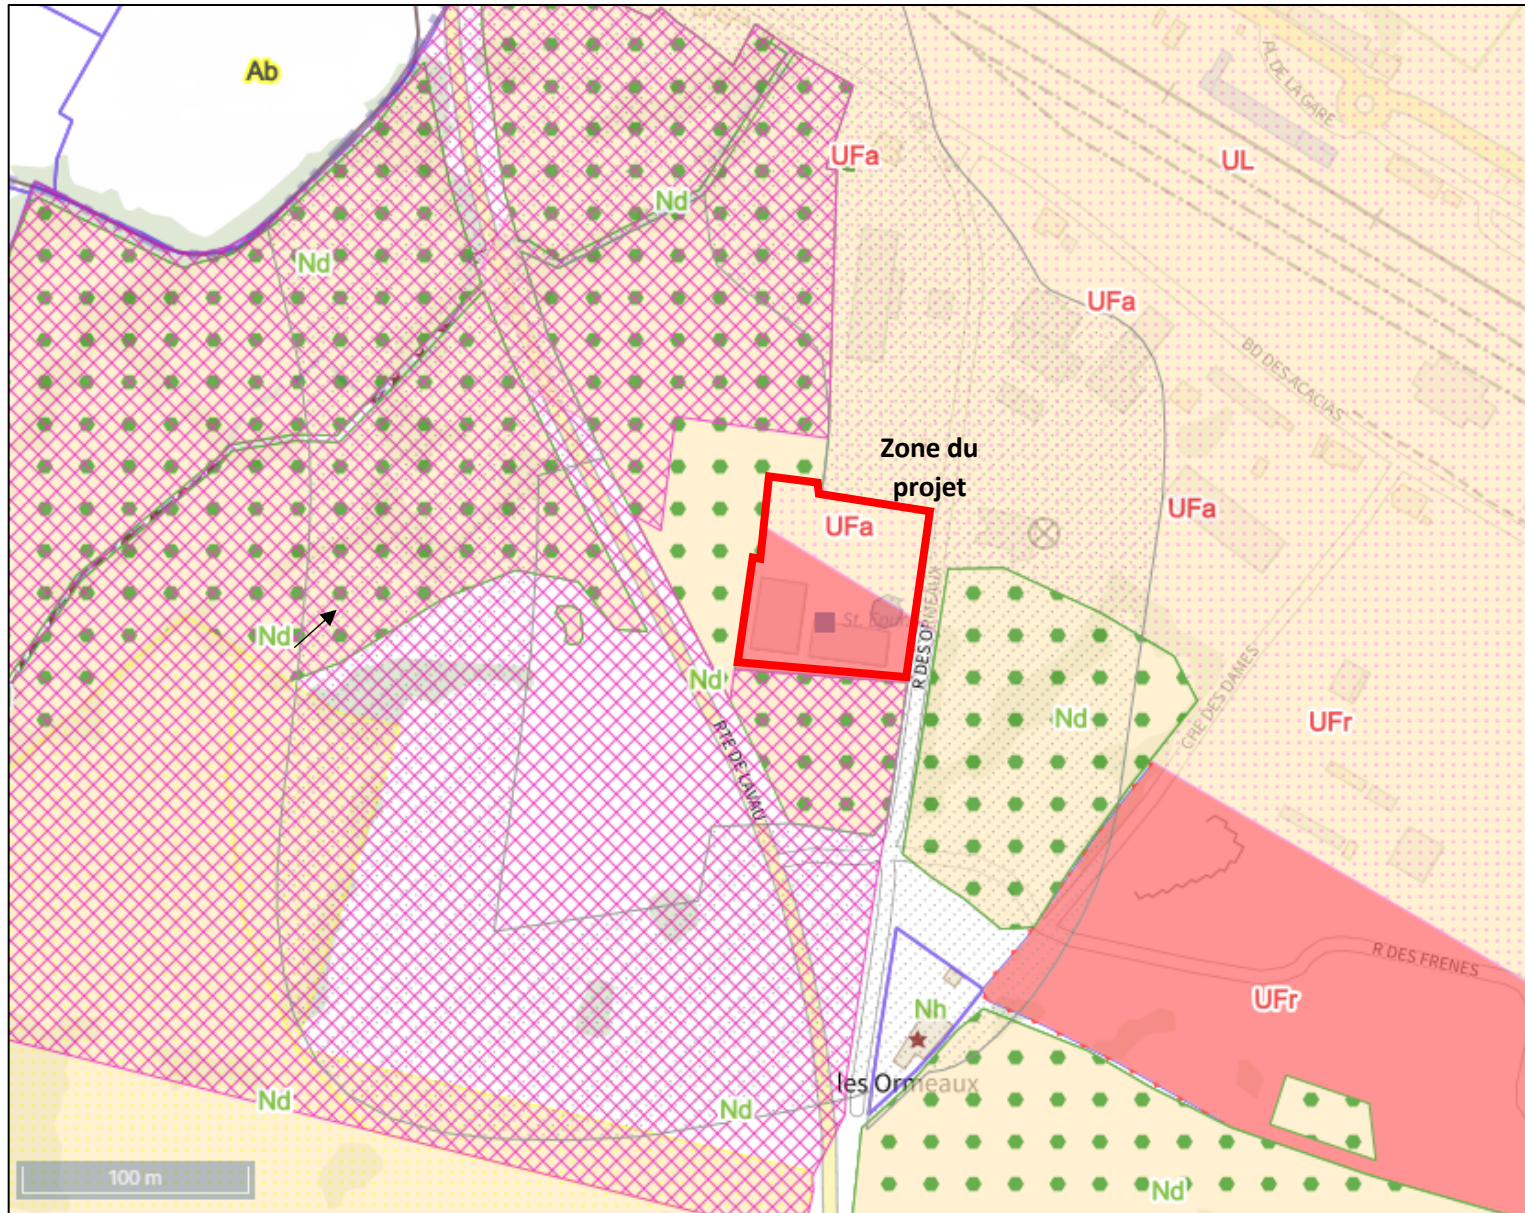 Ab
AL DE LA GARE
UFa
UL
Nd
Nd
UFa
BD DES ACACIAS
Zone du
projet
UFa
UFa
R DES ORMEAUX
R DES
Nd
Nd
Nd
UFr
CHE DES DAMES
RTE DE LAVAU
R DES FRENES
UFr
Nh
les Ormeaux
Nd
Nd
Nd
100 m